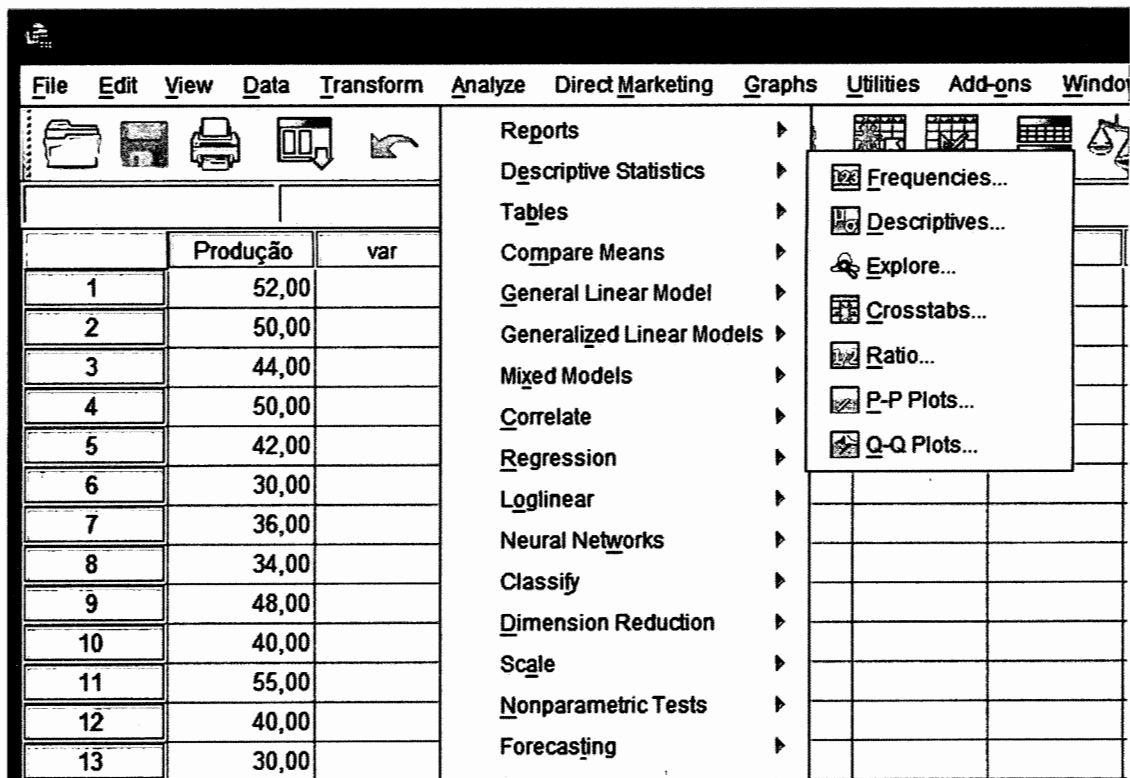 File Edit View Data Transform Analyze Direct Marketing Graphs Utilities Add-ons Window
Reports
Descriptive Statistics
Tables
Compare Means
General Linear Model
Generalized Linear Models
Mixed Models
Correlate
Regression
Loglinear
Neural Networks
Classify
Dimension Reduction
Scale
Nonparametric Tests
Forecasting
Frequencies...
Descriptives...
Explore...
Crosstabs...
Ratio...
P-P Plots...
Q-Q Plots...
Produção var
1 52,00
2 50,00
3 44,00
4 50,00
5 42,00
6 30,00
7 36,00
8 34,00
9 48,00
10 40,00
11 55,00
12 40,00
13 30,00